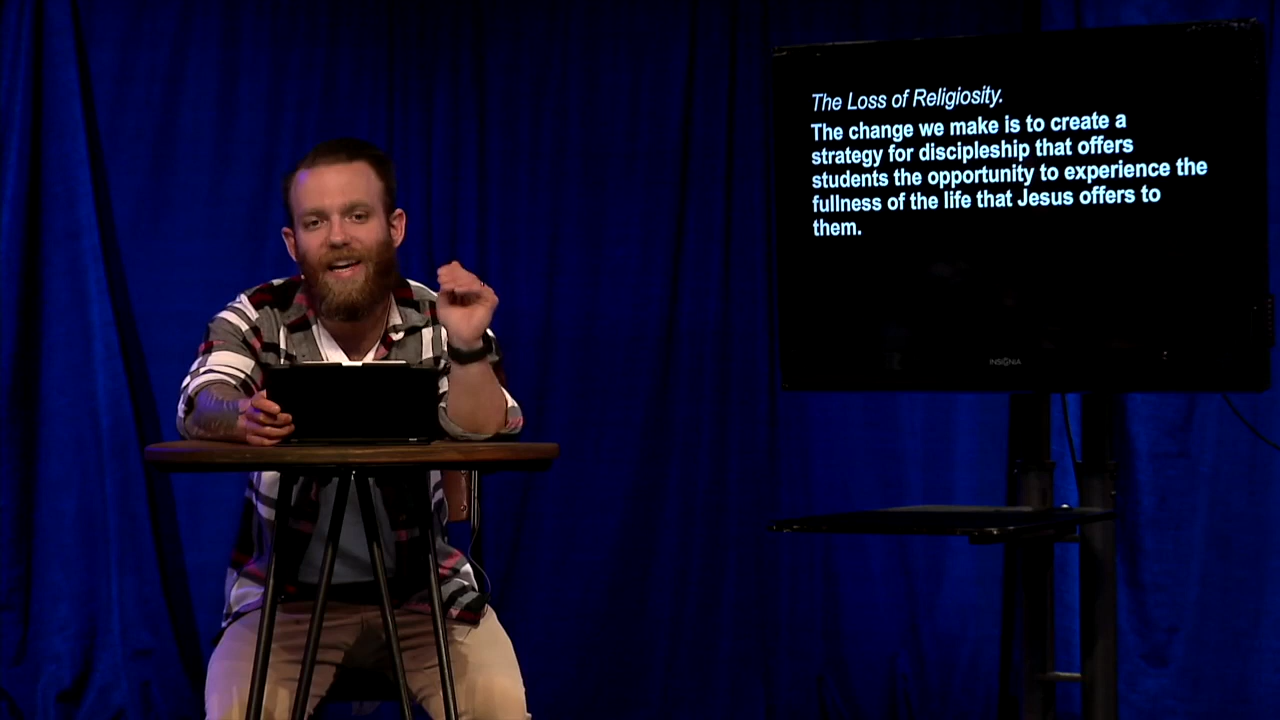 The Loss of Religiosity.
The change we make is to create a
strategy for discipleship that offers
students the opportunity to experience the
fullness of the life that Jesus offers to
them.
INSIGNIA